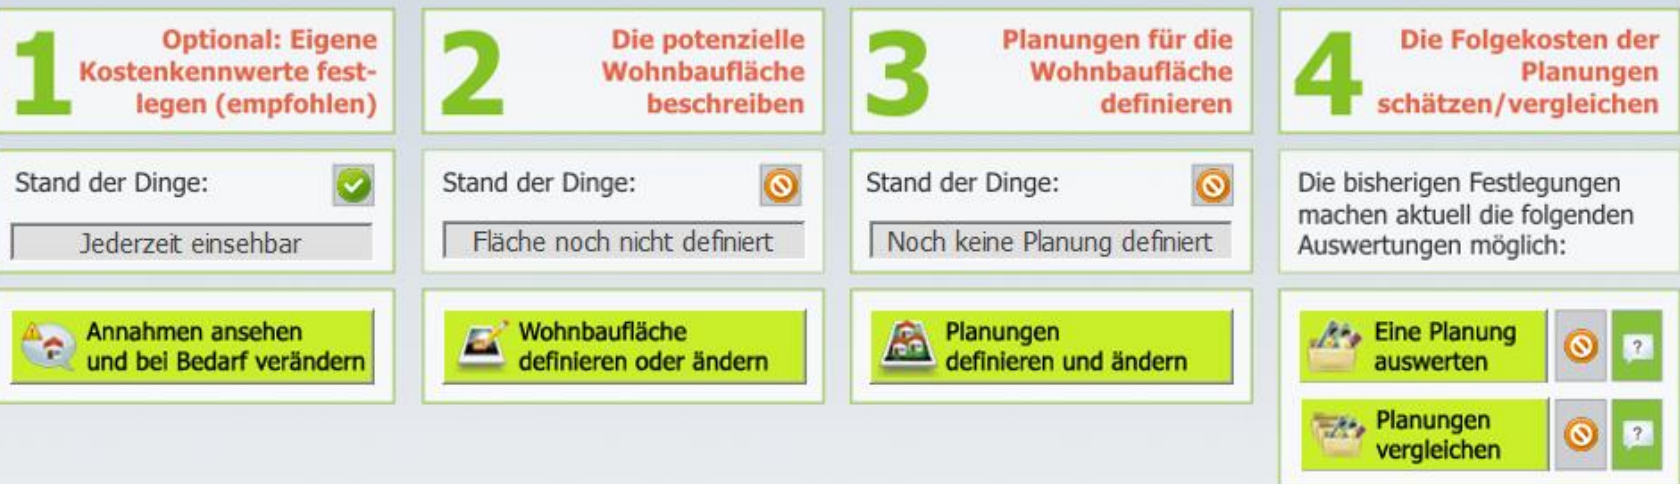 1
Optional: Eigene
Kostenkennwerte fest-
legen (empfohlen)
Stand der Dinge:
Jederzeit einsehbar
Annahmen ansehen
und bei Bedarf verändern
2
Die potenzielle
Wohnbaufläche
beschreiben
Stand der Dinge:
Fläche noch nicht definiert
Wohnbaufläche
definieren oder ändern
3
Planungen für die
Wohnbaufläche
definieren
Stand der Dinge:
Noch keine Planung definiert
Planungen
definieren und ändern
4
Die Folgekosten der
Planungen
schätzen/vergleichen
Die bisherigen Festlegungen
machen aktuell die folgenden
Auswertungen möglich:
Eine Planung
auswerten
?
Planungen
vergleichen
?